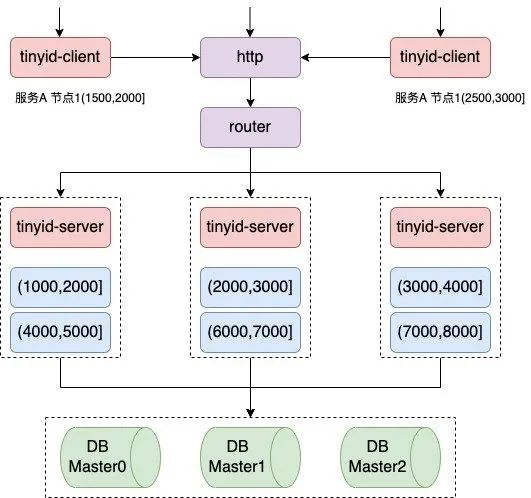 tinyid-client
http
tinyid-client
服务A 节点1(1500,2000]
服务A 节点1(2500,3000]
router
tinyid-server
tinyid-server
tinyid-server
(1000,2000]
(2000,3000]
(3000,4000]
(4000,5000]
(6000,7000]
(7000,8000]
DB
Master0
DB
Master1
DB
Master2